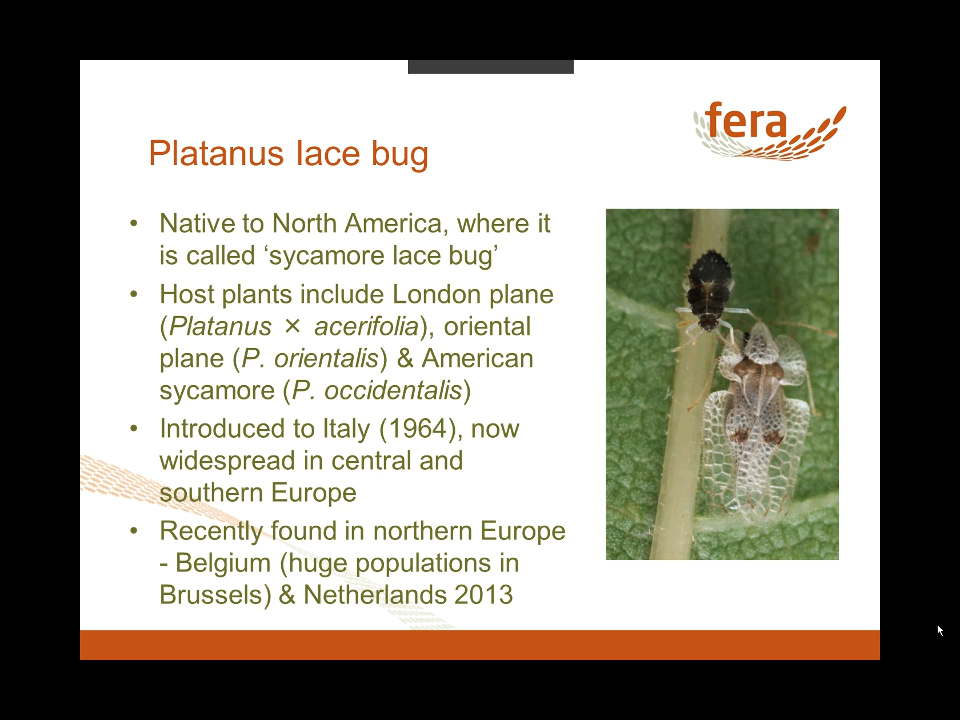 fera
Platanus lace bug
• Native to North America, where it
is called ‘sycamore lace bug’
• Host plants include London plane
(Platanus × acerifolia), oriental
plane (P. orientalis) & American
sycamore (P. occidentalis)
• Introduced to Italy (1964), now
widespread in central and
southern Europe
• Recently found in northern Europe
- Belgium (huge populations in
Brussels) & Netherlands 2013